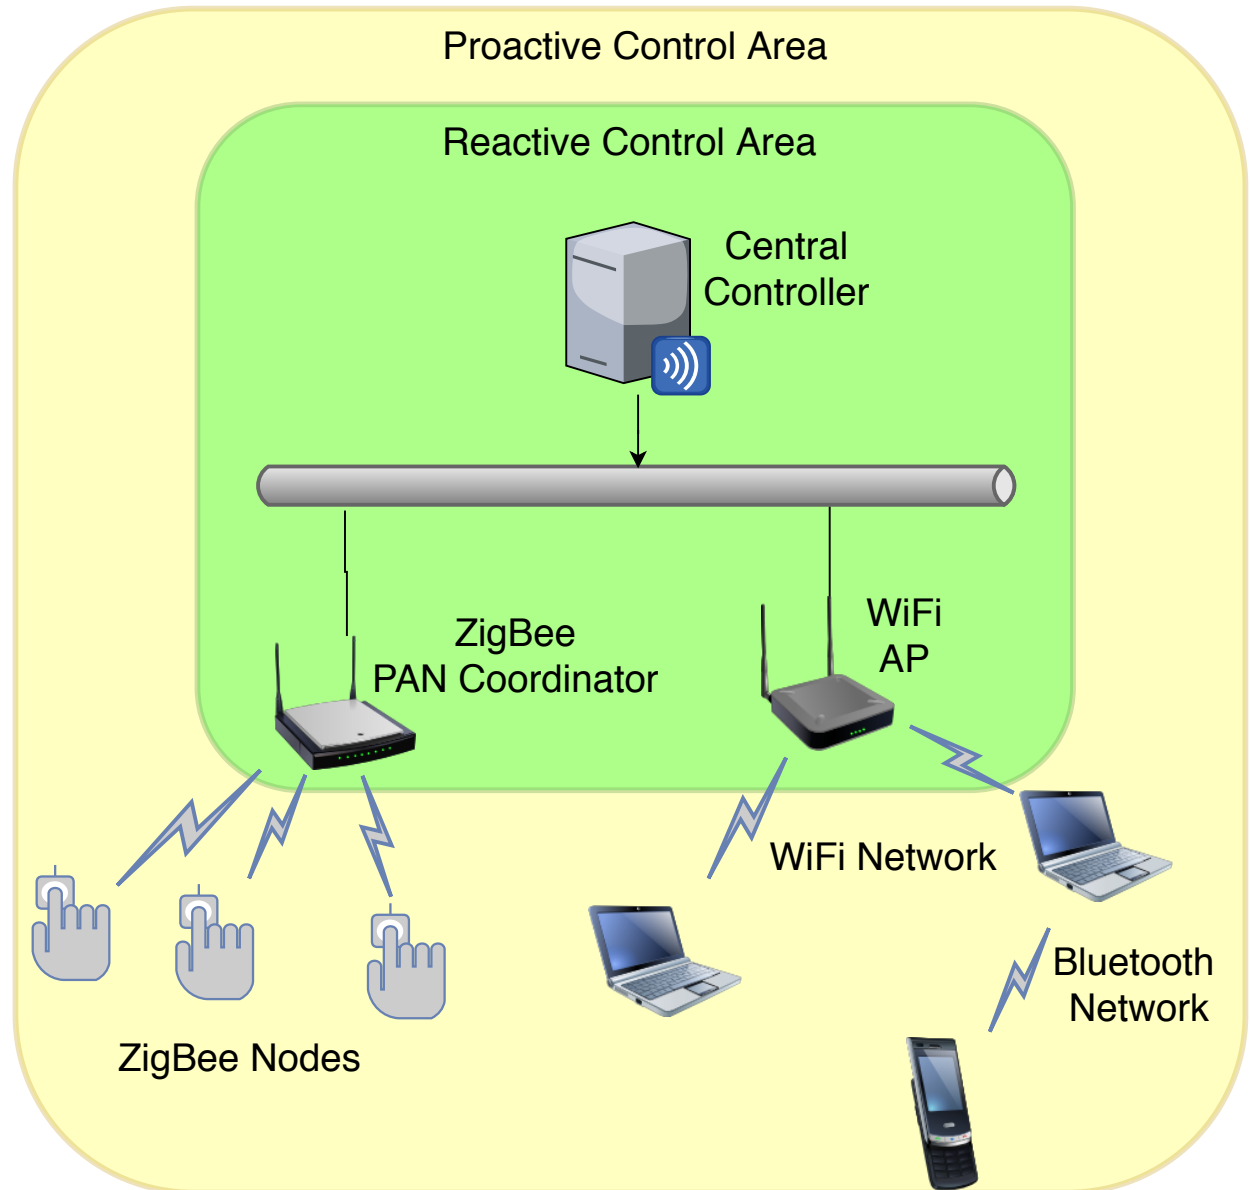 Proactive Control Area
Reactive Control Area
Central
Controller
ZigBee
PAN Coordinator
WiFi
AP
WiFi Network
Bluetooth
Network
ZigBee Nodes